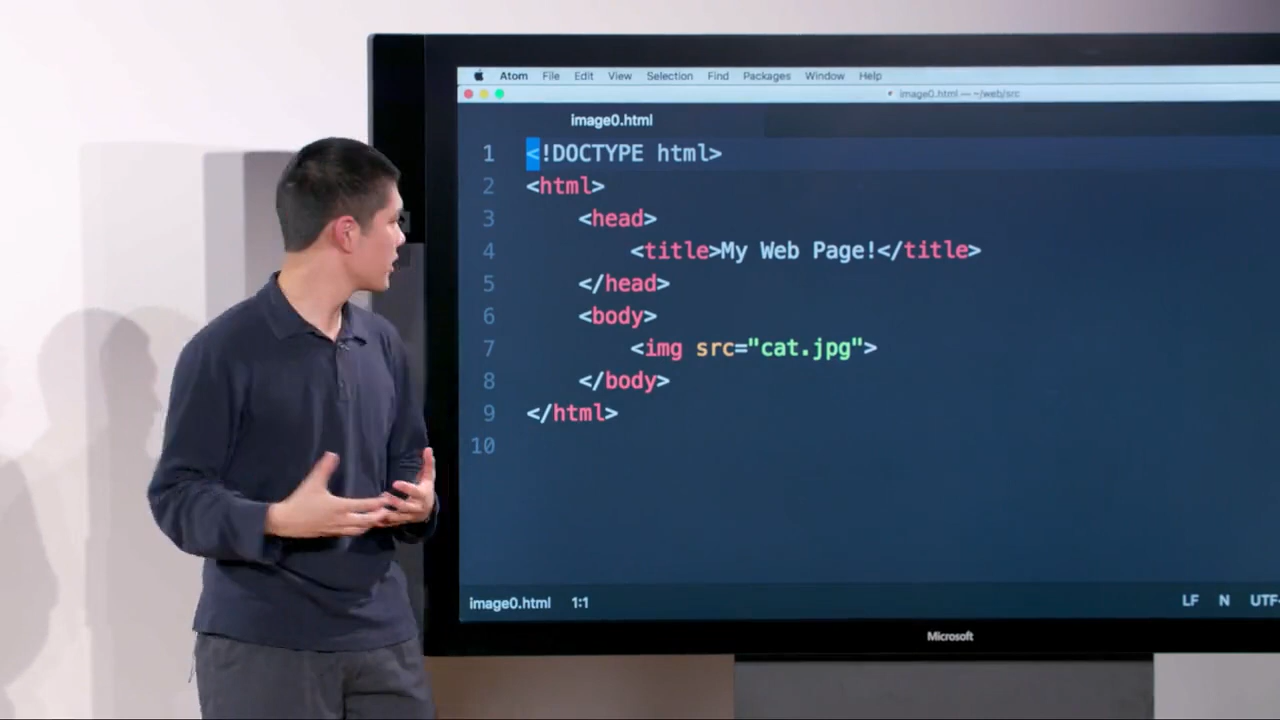 Atom File Edit View Selection Find Packages Window Help
image0.html — ~/web/src
image0.html
1 <!DOCTYPE html>
2 <html>
3 <head>
4 <title>My Web Page!</title>
5 </head>
6 <body>
7 <img src="cat.jpg">
8 </body>
9 </html>
10
image0.html 1:1 LF N UTF-
Microsoft